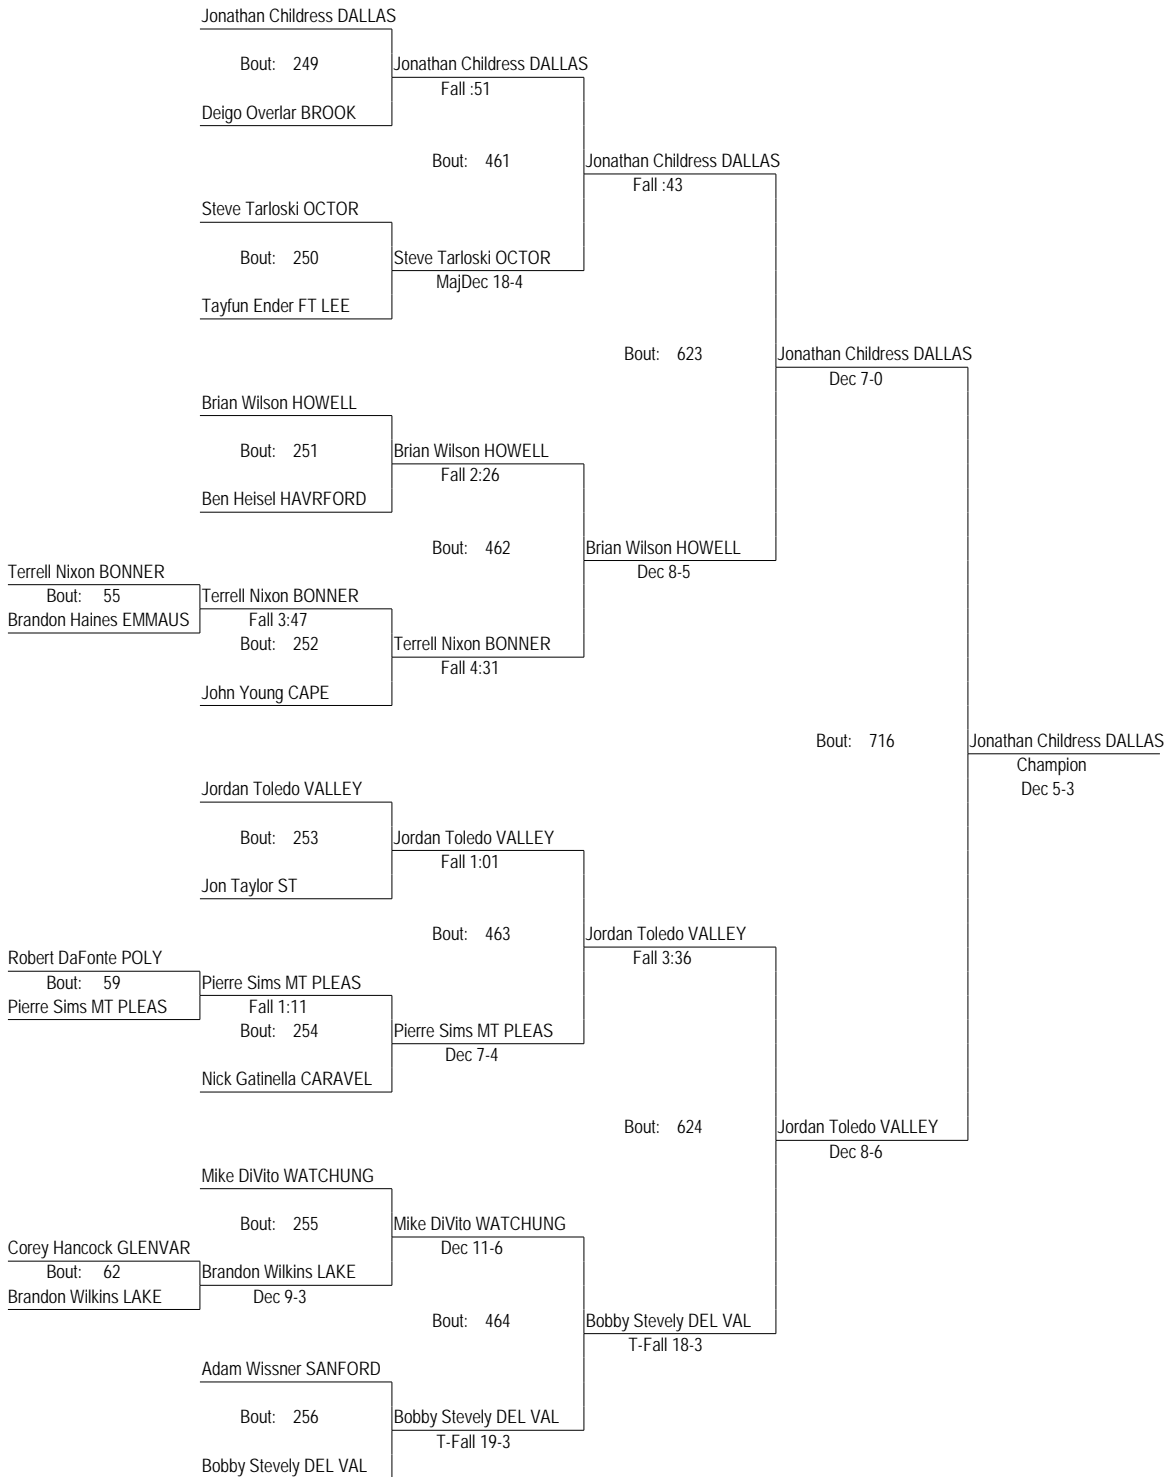 Jonathan Childress DALLAS
Bout: 249
Jonathan Childress DALLAS
Fall :51
Deigo Overlar BROOK
Bout: 461
Jonathan Childress DALLAS
Fall :43
Steve Tarloski OCTOR
Bout: 250
Steve Tarloski OCTOR
MajDec 18-4
Tayfun Ender FT LEE
Bout: 623
Jonathan Childress DALLAS
Dec 7-0
Brian Wilson HOWELL
Bout: 251
Brian Wilson HOWELL
Fall 2:26
Ben Heisel HAVRFORD
Bout: 462
Brian Wilson HOWELL
Dec 8-5
Terrell Nixon BONNER
Bout: 55
Terrell Nixon BONNER
Brandon Haines EMMAUS
Fall 3:47
Bout: 252
Terrell Nixon BONNER
Fall 4:31
John Young CAPE
Bout: 716
Jonathan Childress DALLAS
Champion
Dec 5-3
Jordan Toledo VALLEY
Bout: 253
Jordan Toledo VALLEY
Fall 1:01
Jon Taylor ST
Bout: 463
Jordan Toledo VALLEY
Fall 3:36
Robert DaFonte POLY
Bout: 59
Pierre Sims MT PLEAS
Pierre Sims MT PLEAS
Fall 1:11
Bout: 254
Pierre Sims MT PLEAS
Dec 7-4
Nick Gatinella CARAVEL
Bout: 624
Jordan Toledo VALLEY
Dec 8-6
Mike DiVito WATCHUNG
Bout: 255
Mike DiVito WATCHUNG
Dec 11-6
Corey Hancock GLENVAR
Bout: 62
Brandon Wilkins LAKE
Brandon Wilkins LAKE
Dec 9-3
Bout: 464
Bobby Stevely DEL VAL
T-Fall 18-3
Adam Wissner SANFORD
Bout: 256
Bobby Stevely DEL VAL
T-Fall 19-3
Bobby Stevely DEL VAL